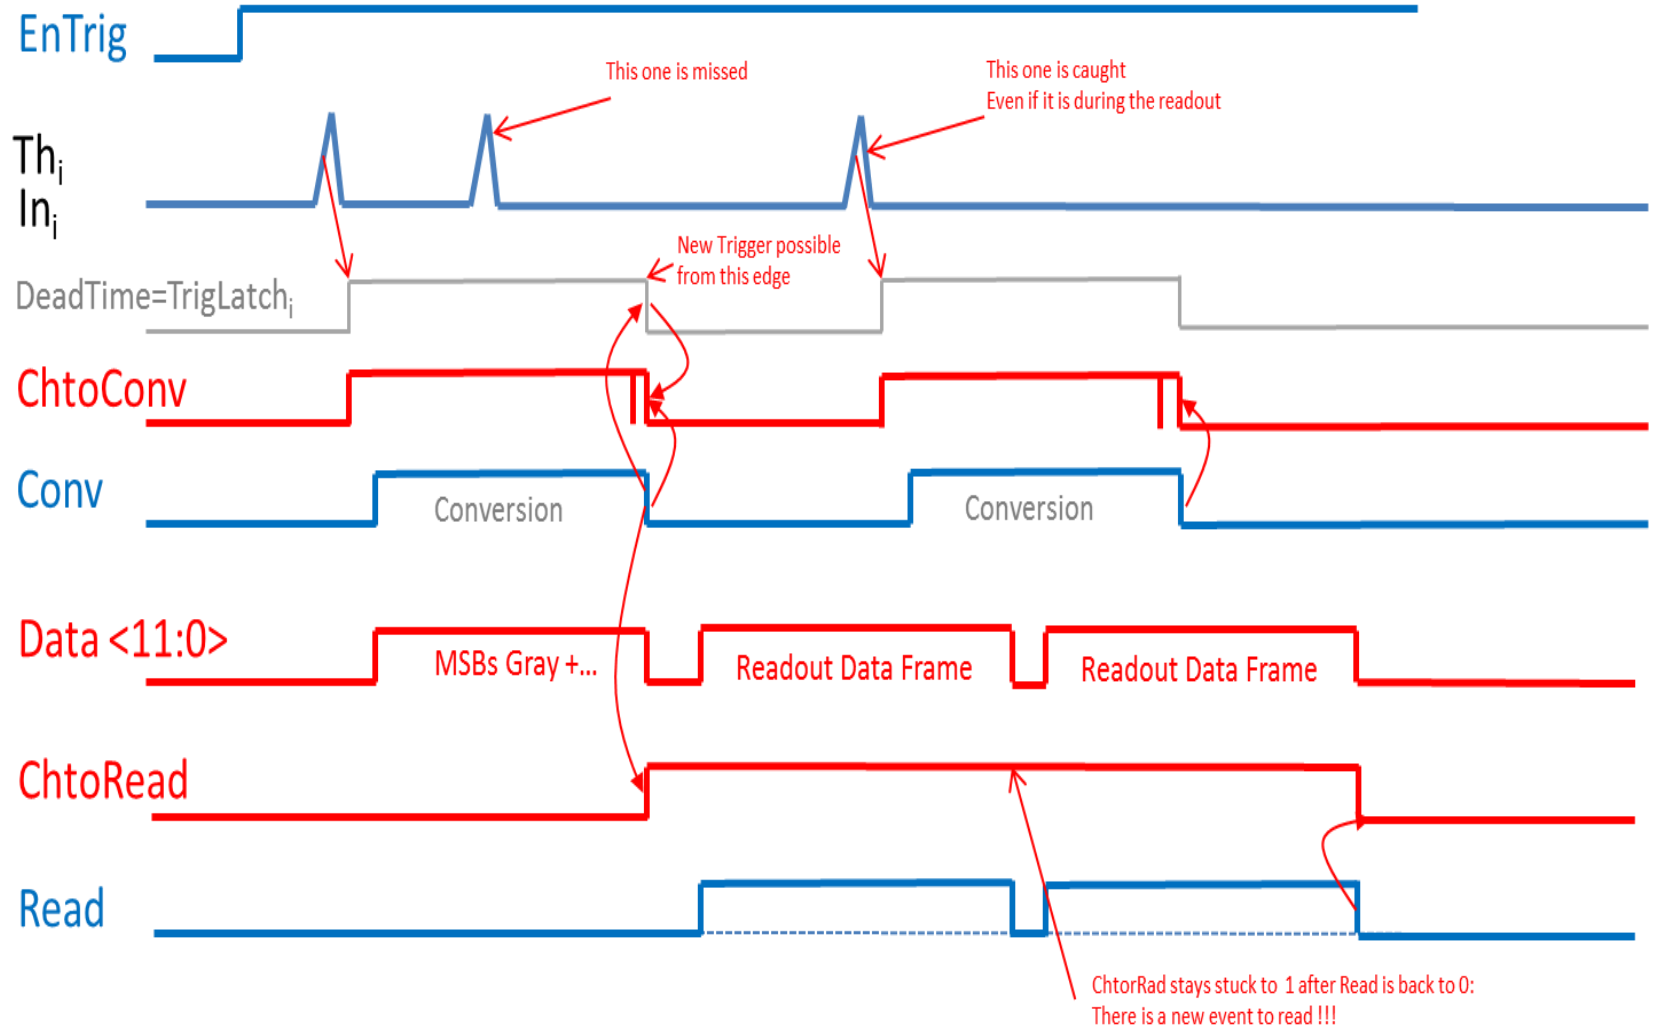 EnTrig
This one is missed
This one is caught
Even if it is during the readout
Thi
Ini
New Trigger possible
from this edge
DeadTime=TrigLatchi
ChtoConv
Conv
Conversion
Conversion
Data <11:0>
MSBs Gray +...
Readout Data Frame
Readout Data Frame
ChtoRead
Read
ChtorRad stays stuck to 1 after Read is back to 0:
There is a new event to read !!!